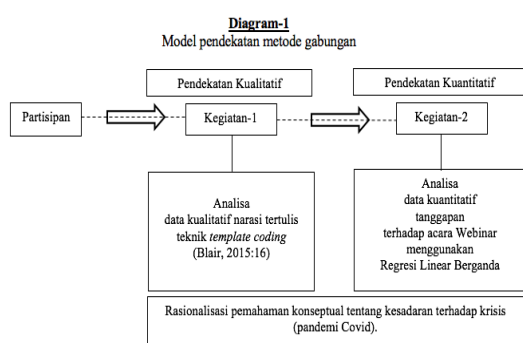 Diagram-1
Model pendekatan metode gabungan
Pendekatan Kualitatif
Pendekatan Kuantitatif
Partisipan
Kegiatan-1
Kegiatan-2
Analisa
data kualitatif narasi tertulis
teknik template coding
(Blair, 2015:16)
Analisa
data kuantitatif
tanggapan
terhadap acara Webinar
menggunakan
Regresi Linear Berganda
Rasionalisasi pemahaman konseptual tentang kesadaran terhadap krisis
(pandemi Covid).